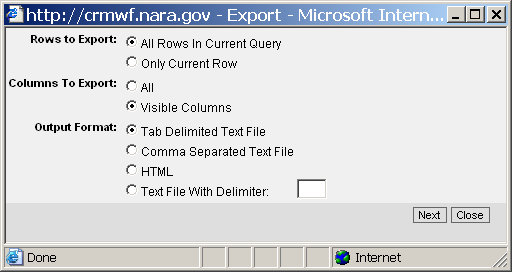 http://crmwf.nara.gov - Export - Microsoft Intern...
Rows to Export: All Rows In Current Query
Only Current Row
Columns To Export: All
Visible Columns
Output Format: Tab Delimited Text File
Comma Separated Text File
HTML
Text File With Delimiter:
Next Close
Done Internet